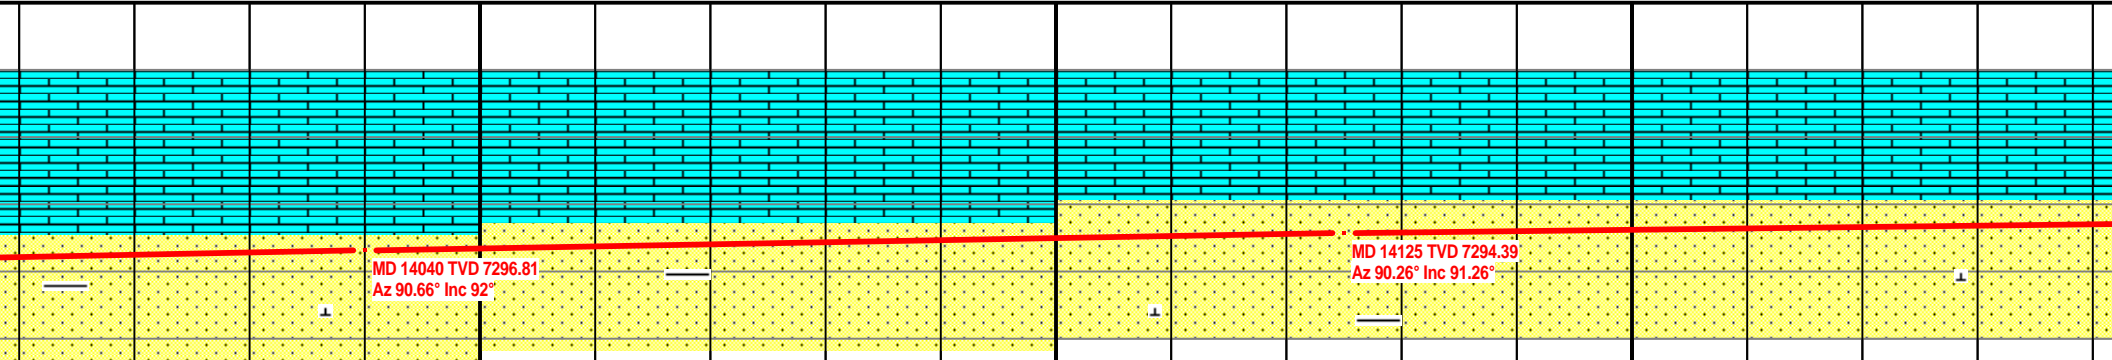 MD 14040 TVD 7296.81
Az 90.66° Inc 92°
MD 14125 TVD 7294.39
Az 90.26° Inc 91.26°